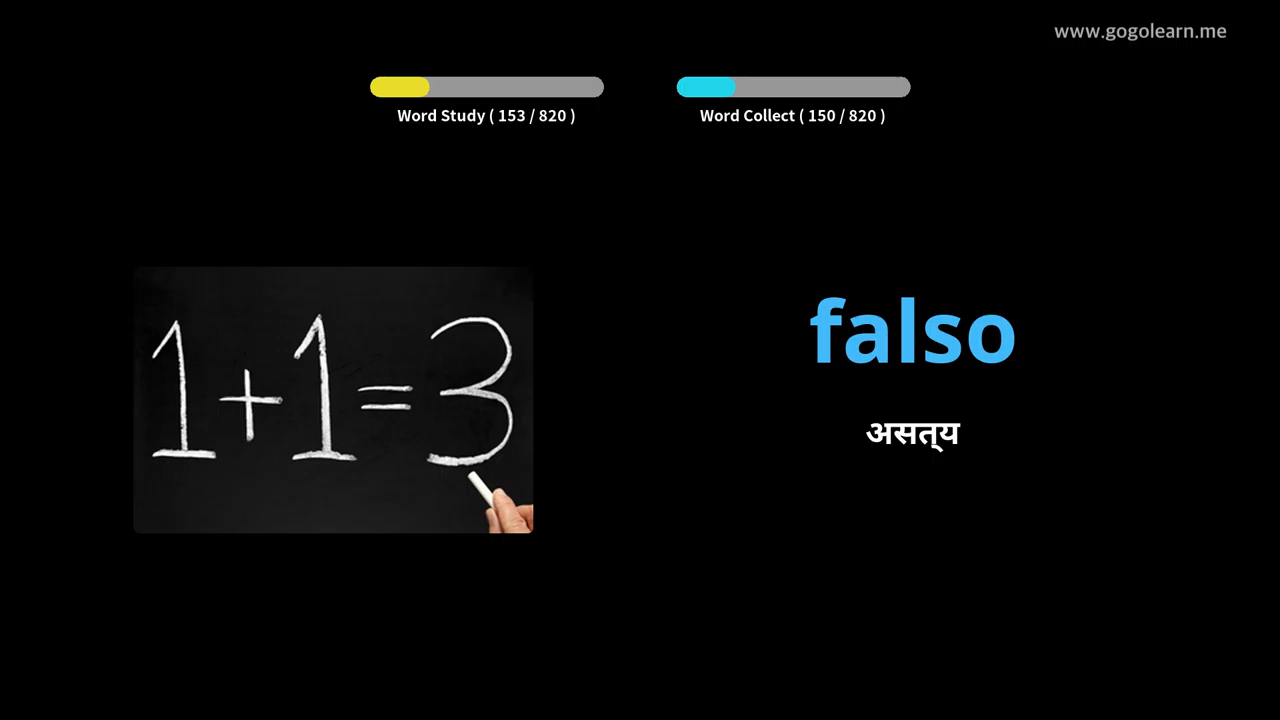 www.gogolearn.me
Word Study ( 153 / 820 )
Word Collect ( 150 / 820 )
1+1=3
falso
असत्य